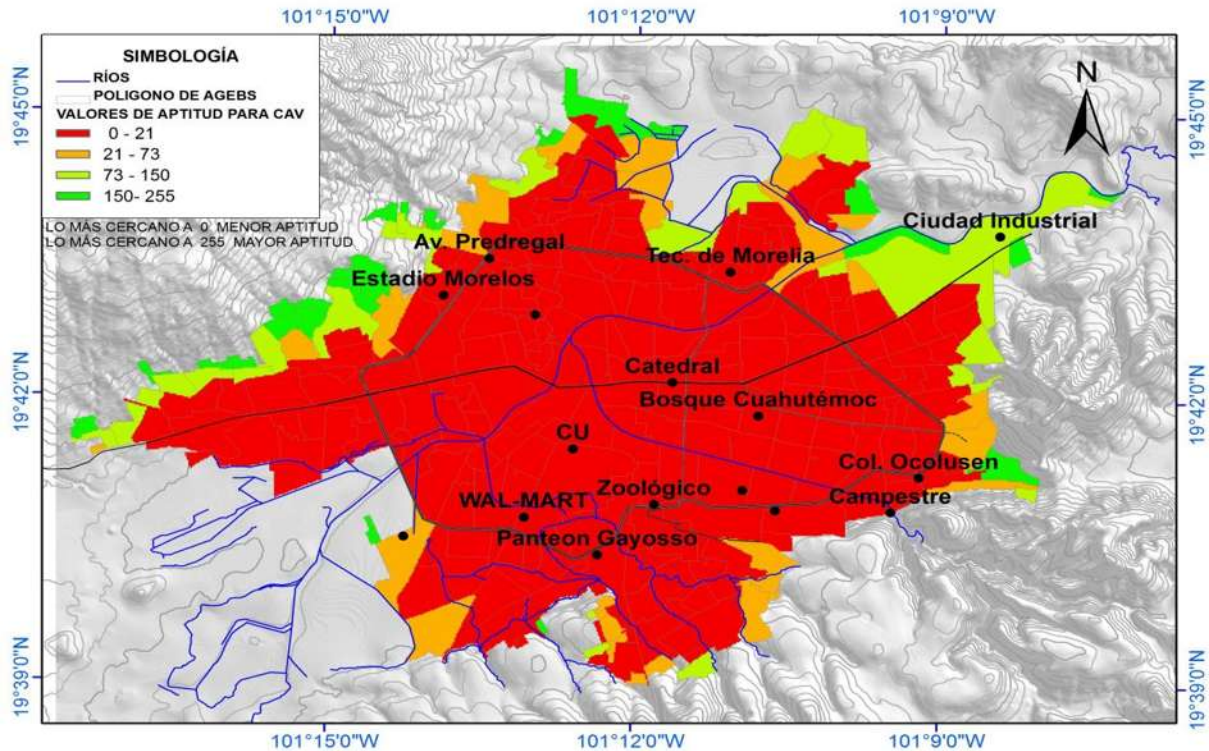 101°15'0"W
101°12'0"W
101°9'0"W
SIMBOLOGÍA
RÍOS
POLIGONO DE AGEBS
VALORES DE APTITUD PARA CAV
0 - 21
21 - 73
73 - 150
150- 255
LO MÁS CERCANO A 0 MENOR APTITUD
LO MÁS CERCANO A 255 MAYOR APTITUD
N
19°45'0"N
19°45'0"N
Ciudad Industrial
Av. Predregal
Tec. de Morelia
Estadio Morelos
19°42'0"N
19°42'0"N
Catedral
Bosque Cuahutémoc
CU
Col. Ocolusen
Zoológico
Campestre
WAL-MART
Panteon Gayosso
19°39'0"N
19°39'0"N
101°15'0"W
101°12'0"W
101°9'0"W